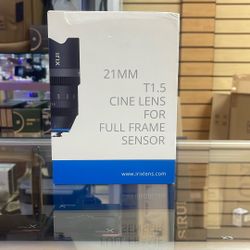 21MM
T1.5
CINE LENS
FOR
FULL FRAME
SENSOR
www.irixlens.com